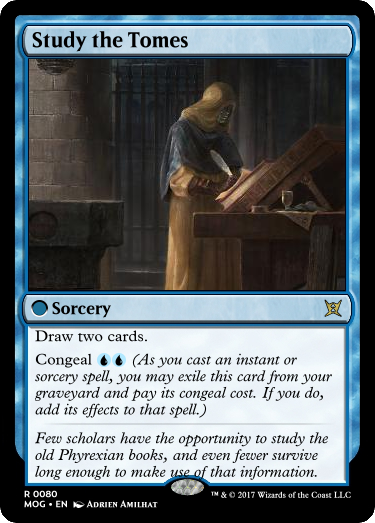 Study the Tomes
Sorcery
Draw two cards.
Congeal (As you cast an instant or
sorcery spell, you may exile this card from your
graveyard and pay its congeal cost. If you do,
add its effects to that spell.)
Few scholars have the opportunity to study the
old Phyrexian books, and even fewer survive
long enough to make use of that information.
R 0080
MOG • EN Adrien Amilhat
™ & © 2017 Wizards of the Coast LLC